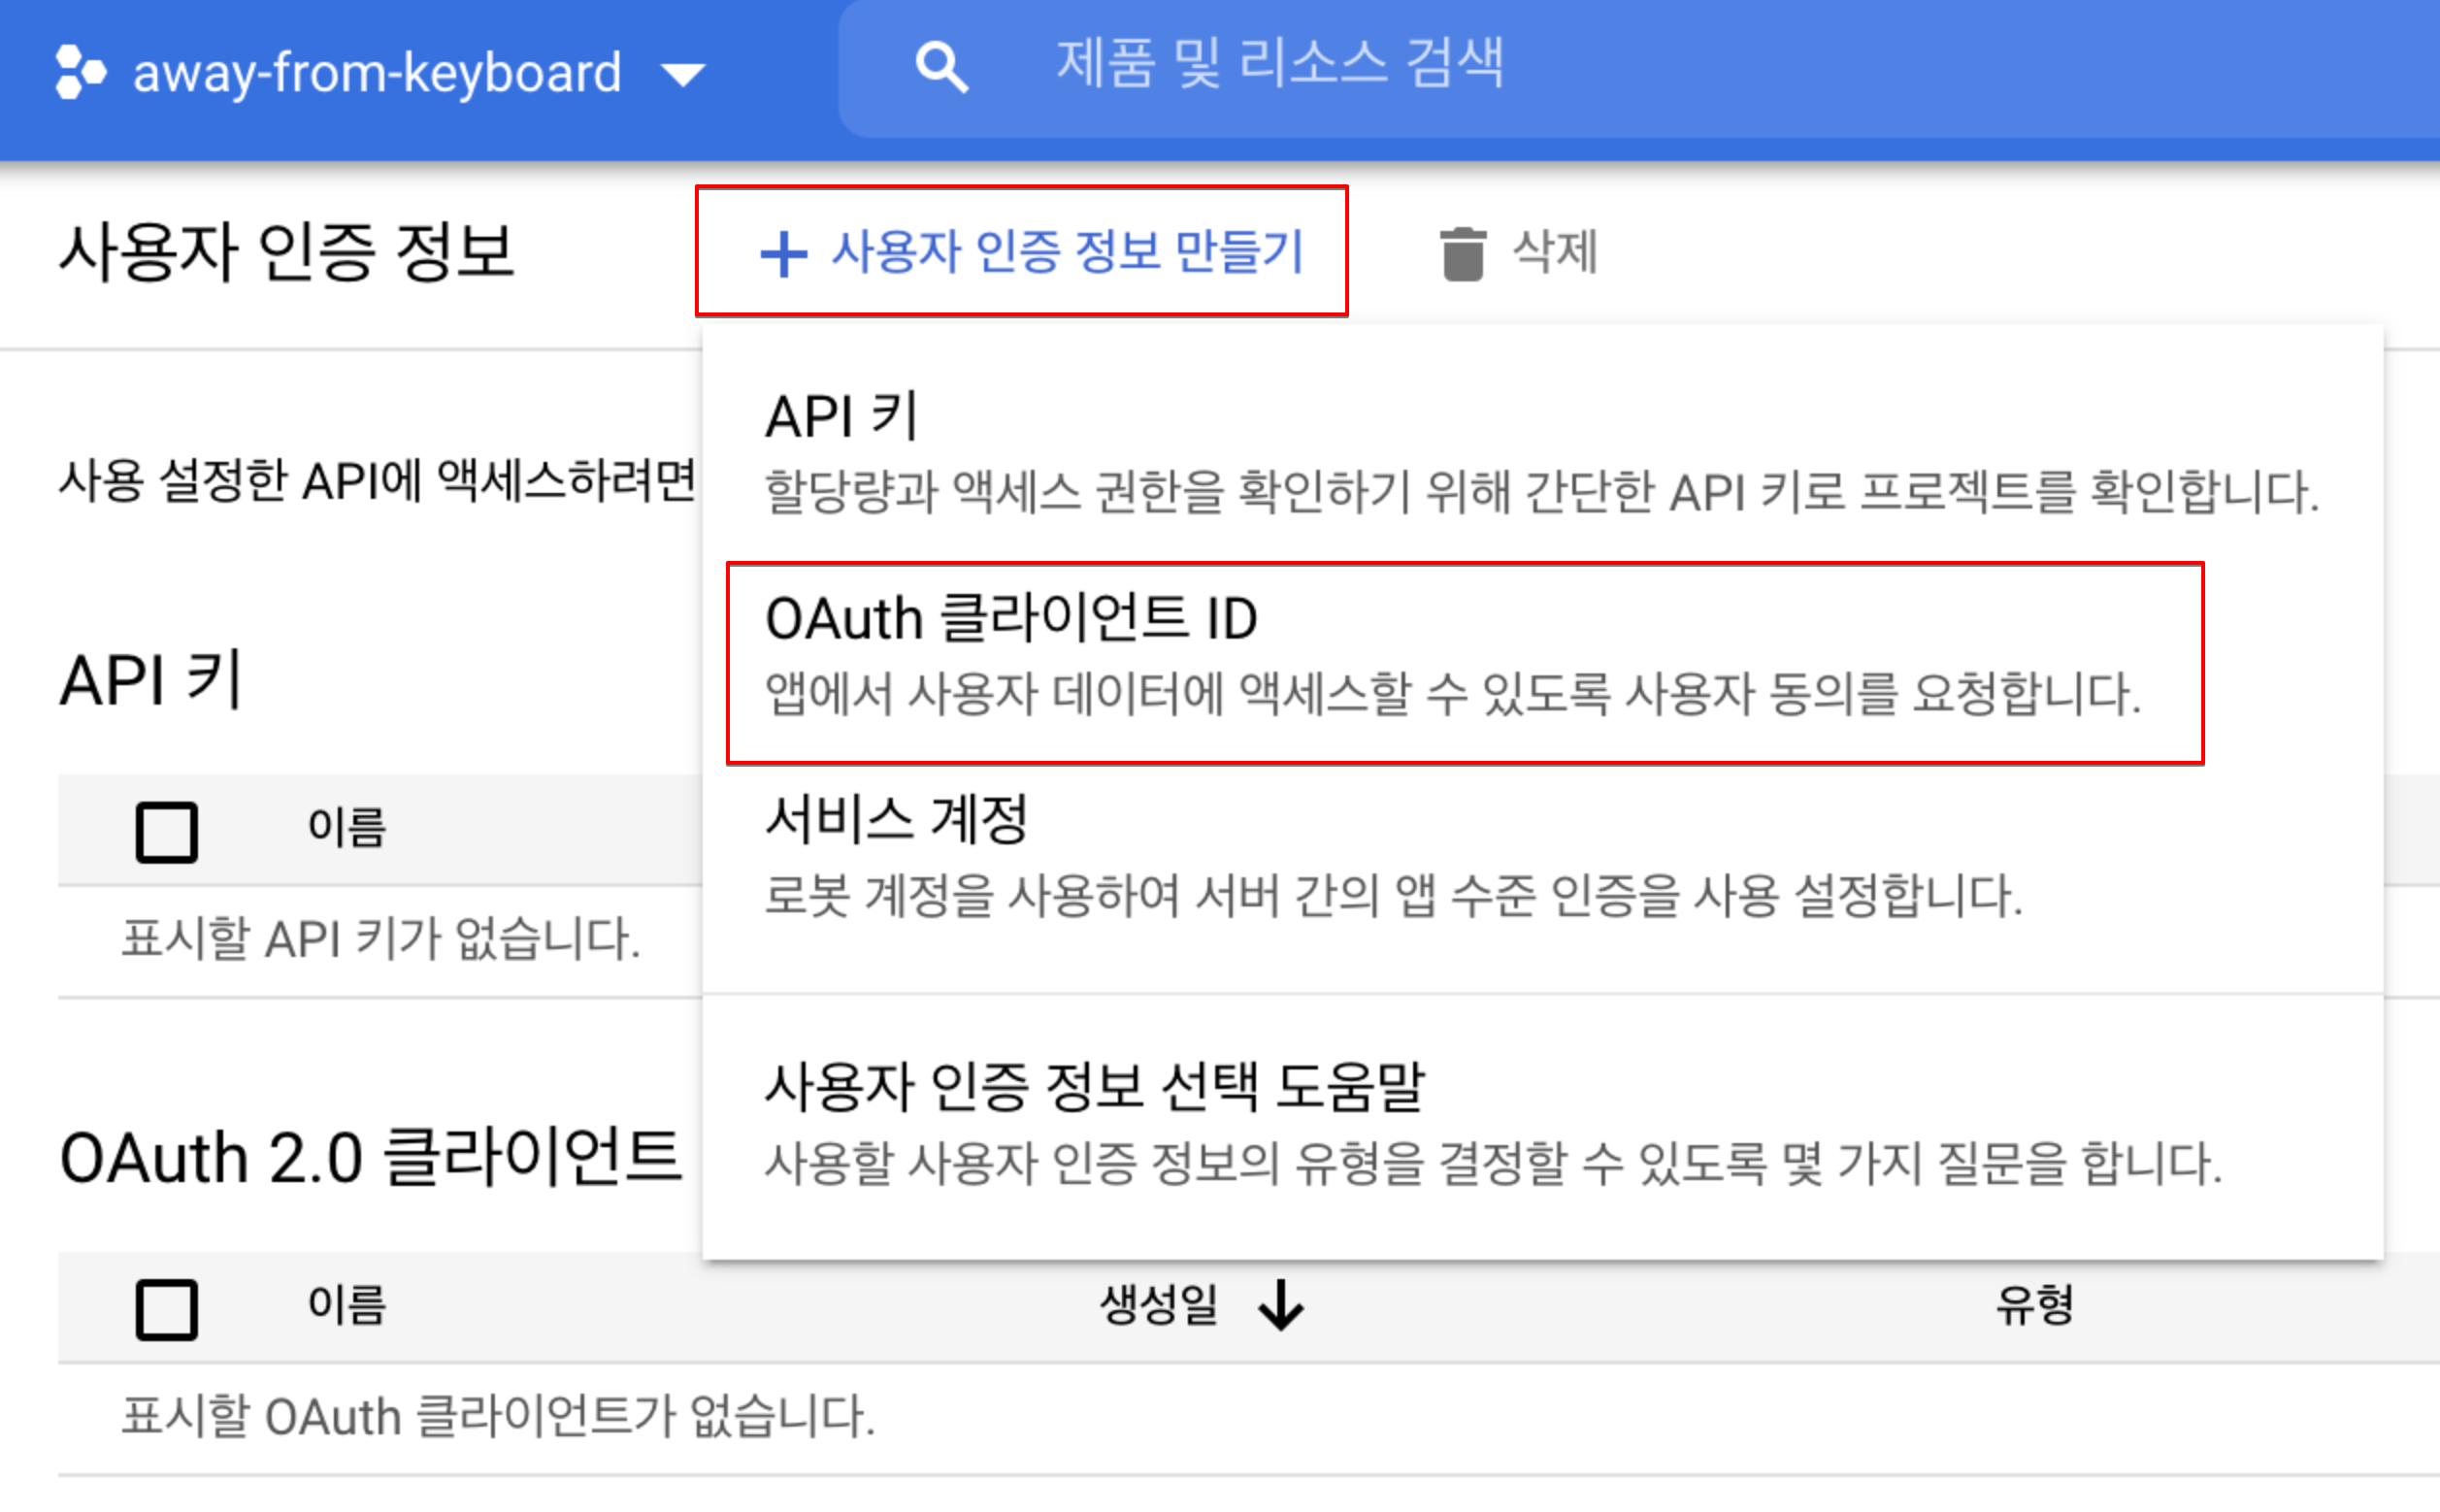 away-from-keyboard
제품 및 리소스 검색
사용자 인증 정보
사용자 인증 정보 만들기
삭제
사용 설정한 API에 액세스하려면
API 키
할당량과 액세스 권한을 확인하기 위해 간단한 API 키로 프로젝트를 확인합니다.
OAuth 클라이언트 ID
앱에서 사용자 데이터에 액세스할 수 있도록 사용자 동의를 요청합니다.
서비스 계정
로봇 계정을 사용하여 서버 간의 앱 수준 인증을 사용 설정합니다.
사용자 인증 정보 선택 도움말
사용할 사용자 인증 정보의 유형을 결정할 수 있도록 몇 가지 질문을 합니다.
API 키
이름
표시할 API 키가 없습니다.
OAuth 2.0 클라이언트
이름 생성일 유형
표시할 OAuth 클라이언트가 없습니다.